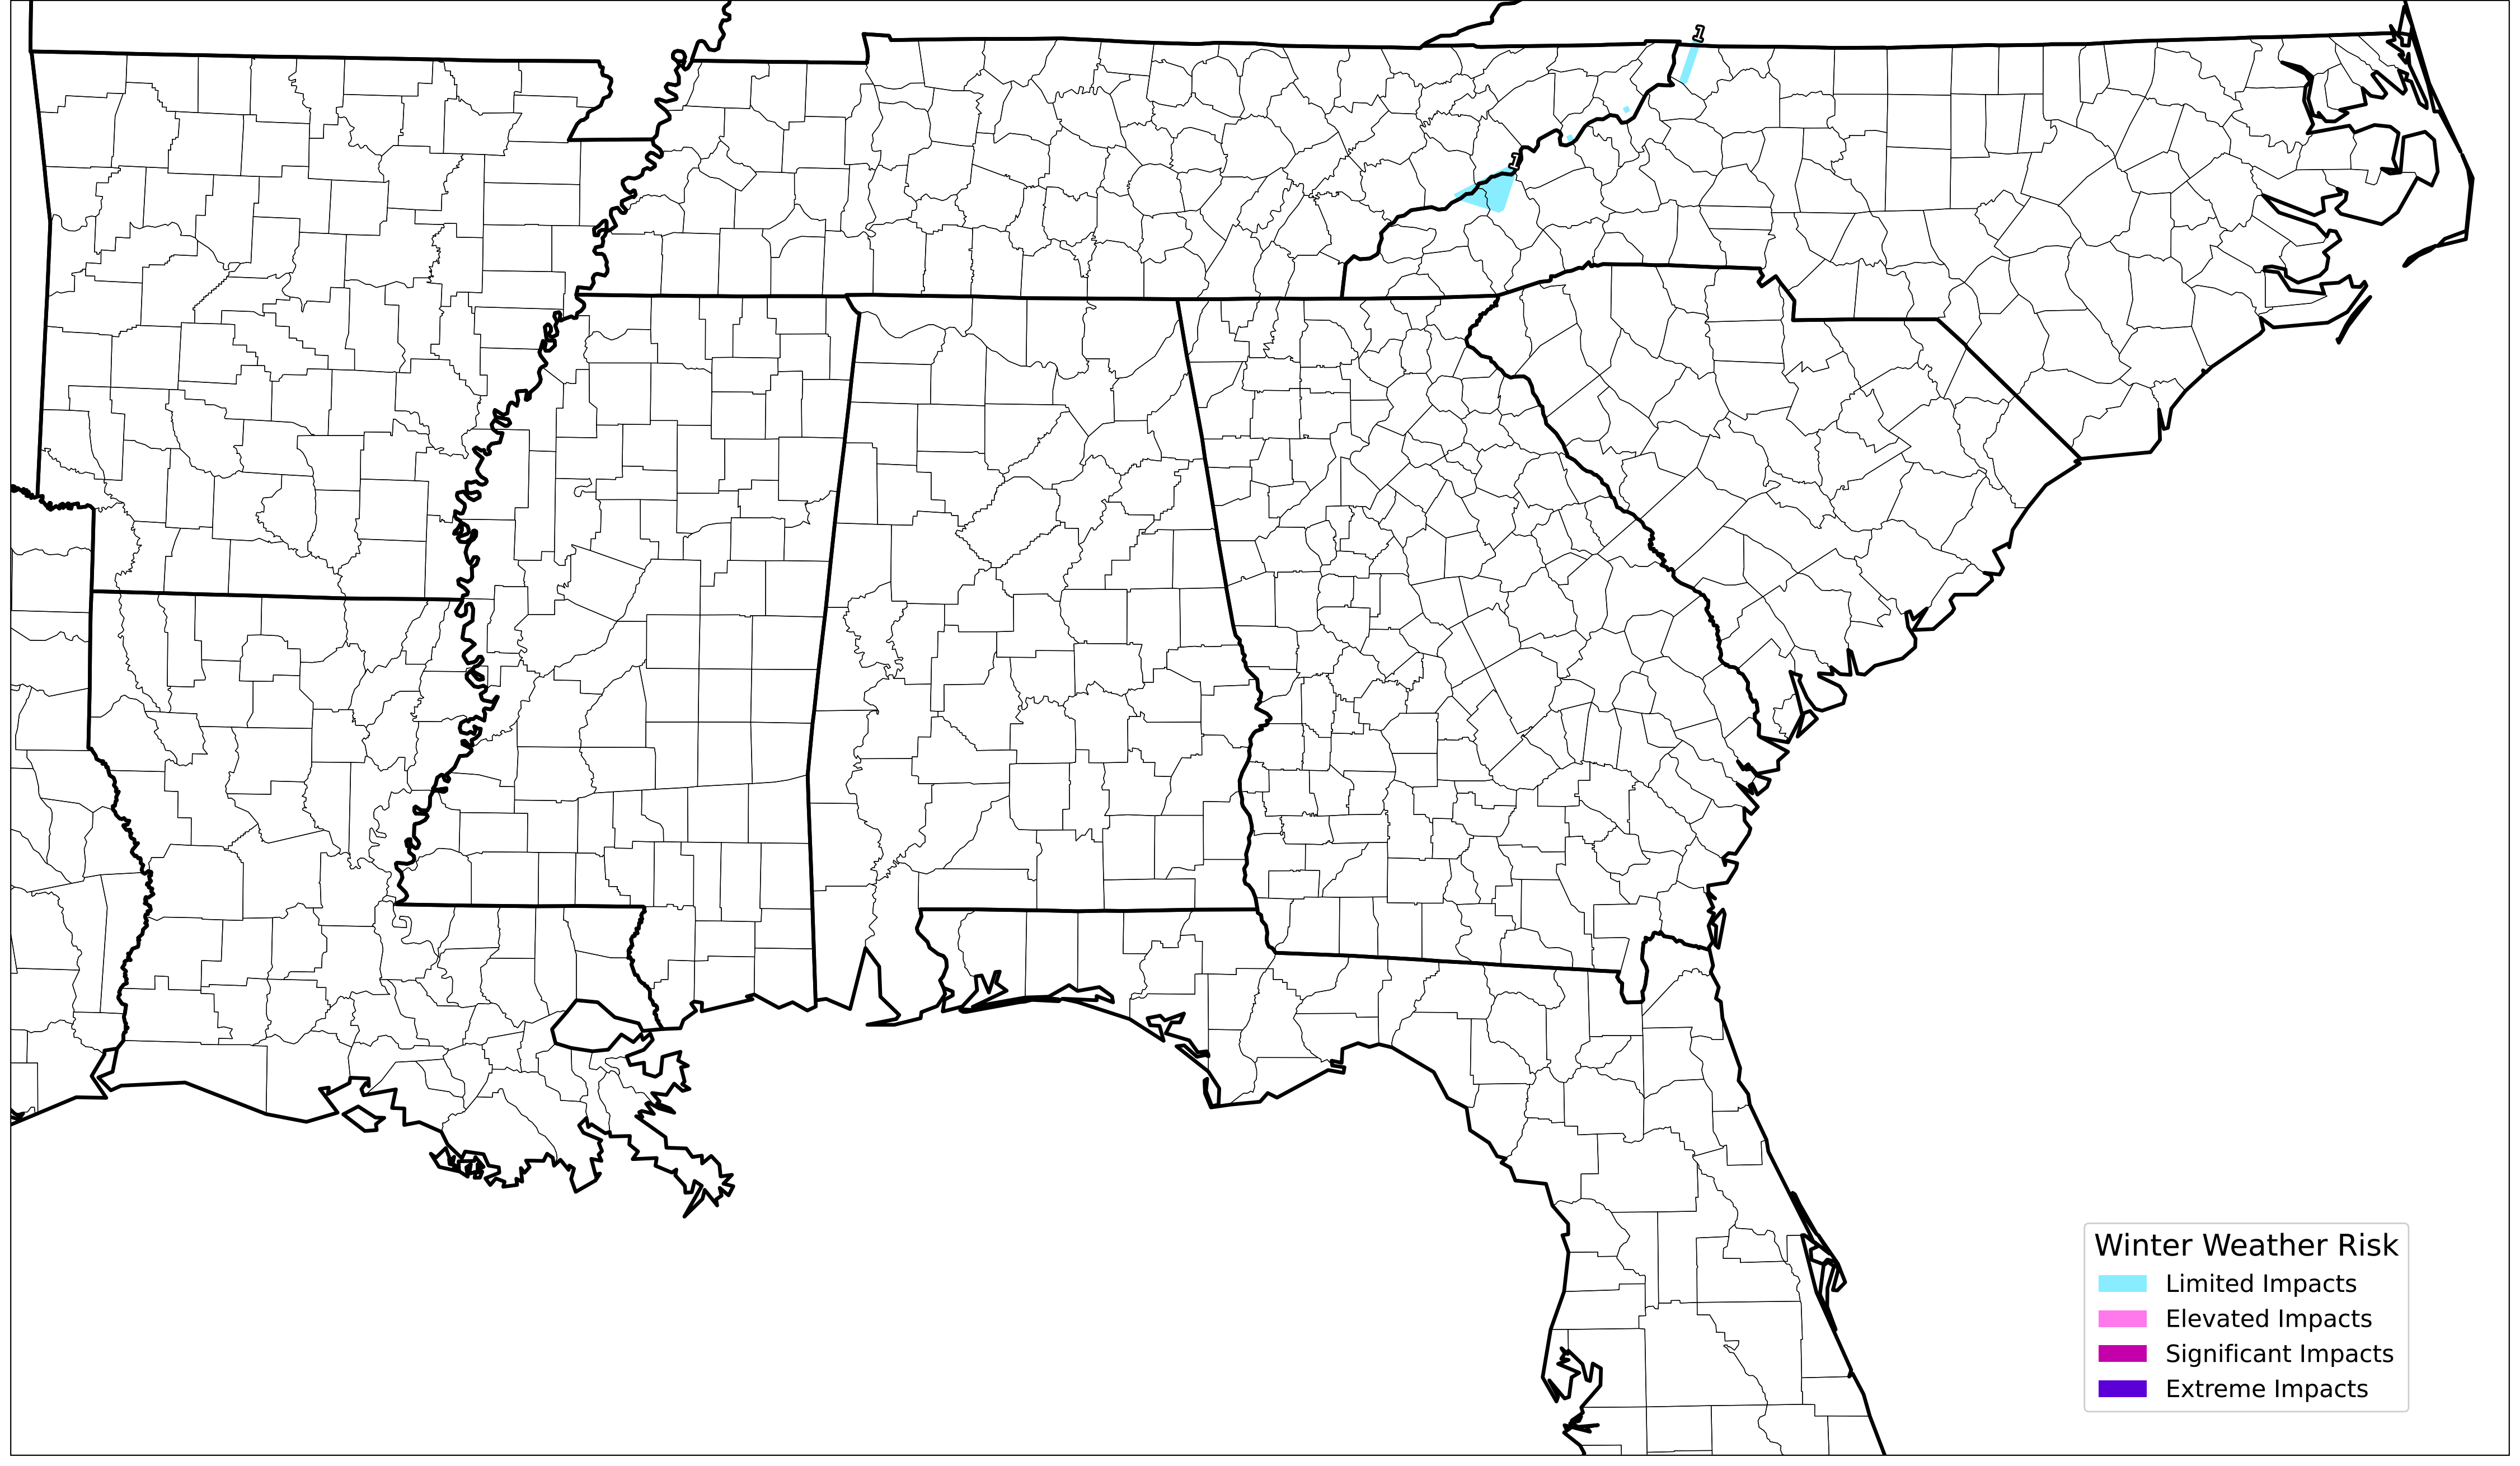 1
1
Winter Weather Risk
Limited Impacts
Elevated Impacts
Significant Impacts
Extreme Impacts